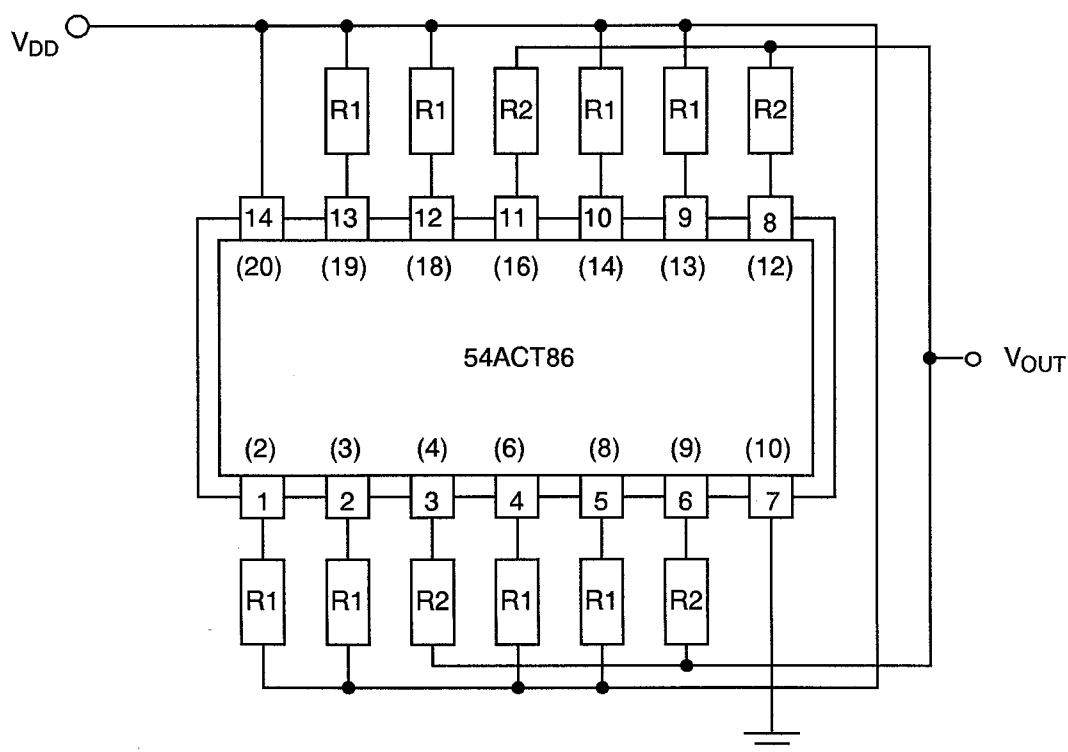 VDD
R1 R1 R2 R1 R1 R2
14 13 12 11 10 9 8
(20) (19) (18) (16) (14) (13) (12)
54ACT86
VOUT
(2) (3) (4) (6) (8) (9) (10)
1 2 3 4 5 6 7
R1 R1 R2 R1 R1 R2